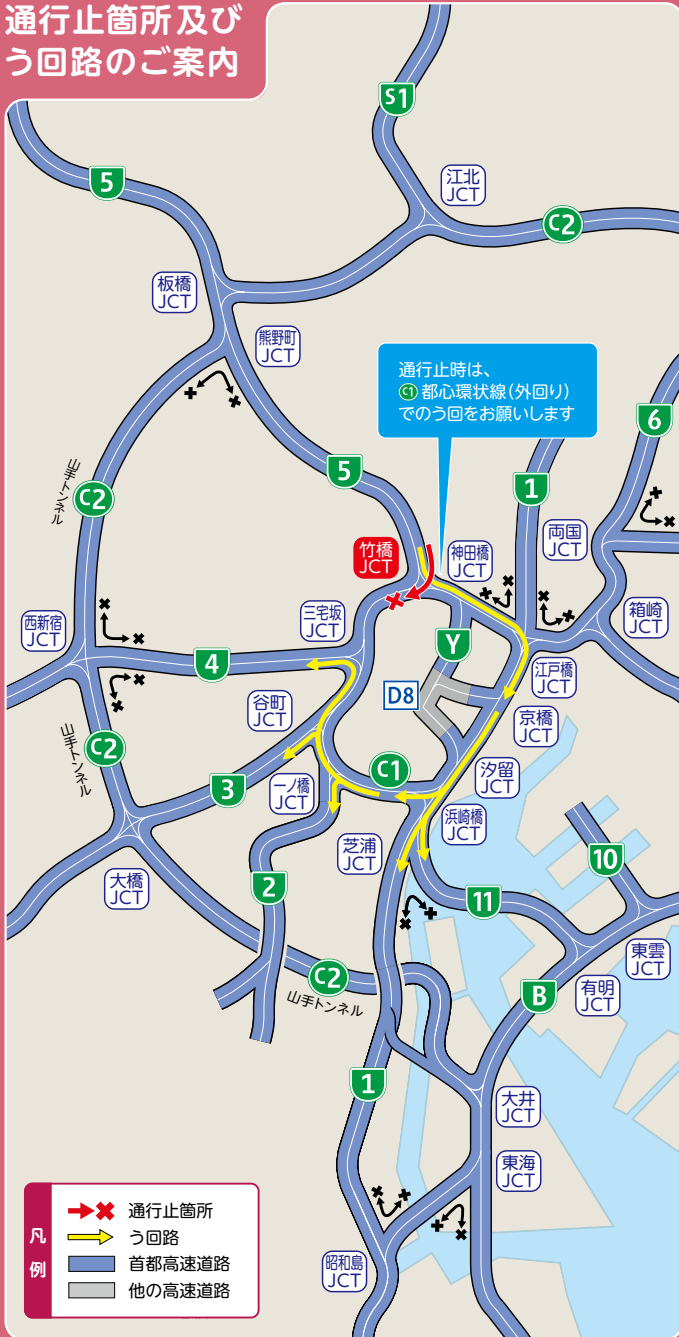 通行止箇所及び
う回路のご案内
S1
5
江北
JCT
C2
板橋
JCT
熊野町
JCT
通行止時は、
C1 都心環状線(外回り)
でのう回をお願いします
6
山手トンネル
C2
5
1
竹橋
JCT
神田橋
JCT
両国
JCT
箱崎
JCT
西新宿
JCT
三宅坂
JCT
4
Y
D8
江戸橋
JCT
谷町
JCT
京橋
JCT
山手トンネル
C2
3
一ノ橋
JCT
C1
汐留
JCT
浜崎橋
JCT
芝浦
JCT
大橋
JCT
2
11
10
東雲
JCT
C2
山手トンネル
有明
JCT
B
1
大井
JCT
東海
JCT
昭和島
JCT
凡例
通行止箇所
う回路
首都高速道路
他の高速道路